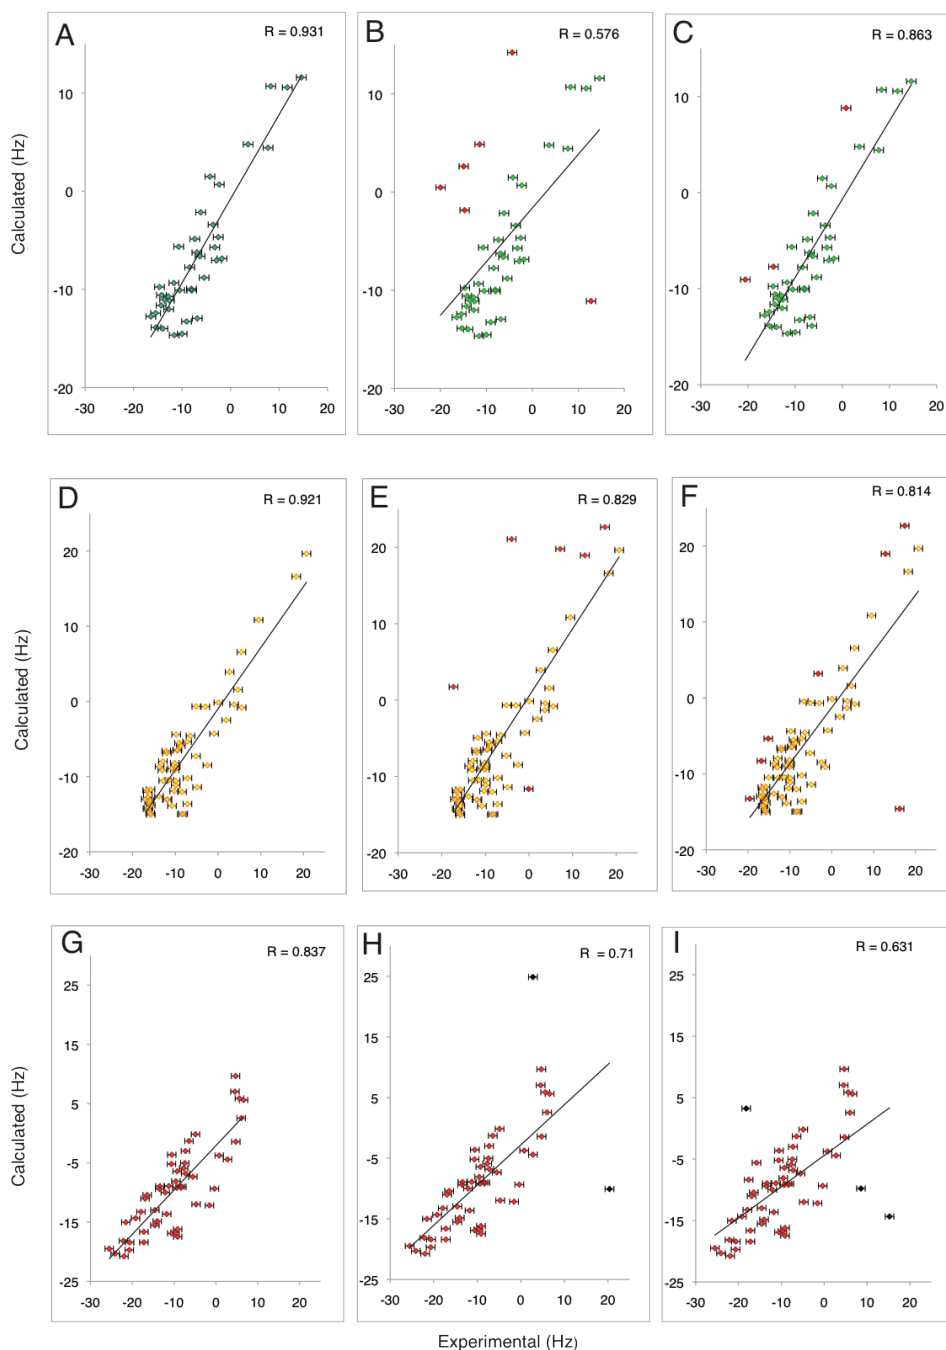 A
R = 0.931
B
R = 0.576
C
R = 0.863
Calculated (Hz)
10
0
-10
-20
-30 -20 -10 0 10 20
10
0
-10
-20
-30 -20 -10 0 10 20
10
0
-10
-20
-30 -20 -10 0 10 20
D
R = 0.921
E
R = 0.829
F
R = 0.814
Calculated (Hz)
20
10
0
-10
-20
-30 -20 -10 0 10 20
20
10
0
-10
-20
-30 -20 -10 0 10 20
20
10
0
-10
-20
-30 -20 -10 0 10 20
G
R = 0.837
H
R = 0.71
I
R = 0.631
Calculated (Hz)
25
15
5
-5
-15
-25
-30 -20 -10 0 10 20
25
15
5
-5
-15
-25
-30 -20 -10 0 10 20
25
15
5
-5
-15
-25
-30 -20 -10 0 10 20
Experimental (Hz)